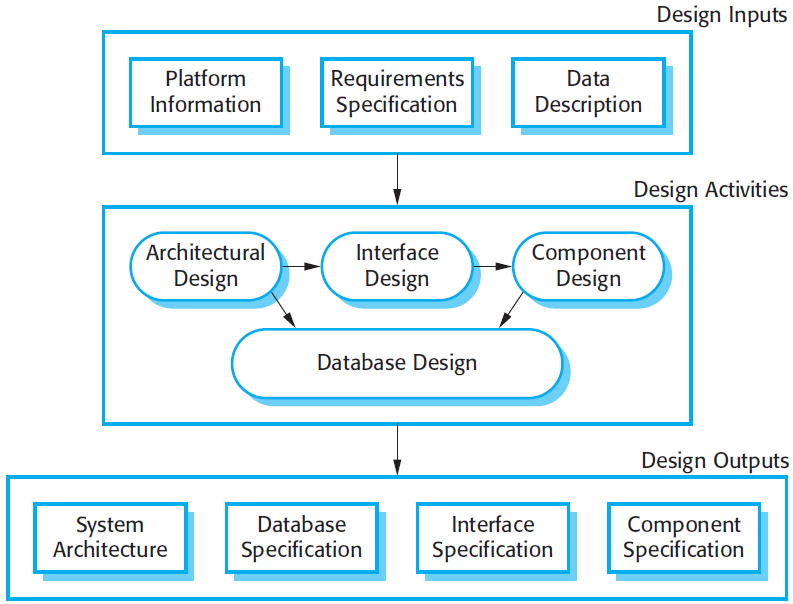 Design Inputs
Platform
Information
Requirements
Specification
Data
Description
Design Activities
Architectural
Design
Interface
Design
Component
Design
Database Design
Design Outputs
System
Architecture
Database
Specification
Interface
Specification
Component
Specification